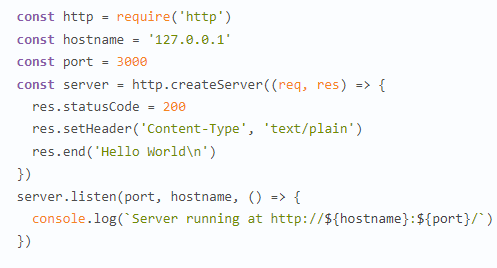 const http = require('http')
const hostname = '127.0.0.1'
const port = 3000
const server = http.createServer((req, res) => {
  res.statusCode = 200
  res.setHeader('Content-Type', 'text/plain')
  res.end('Hello World\n')
})
server.listen(port, hostname, () => {
  console.log(`Server running at http://${hostname}:${port}/`)
})